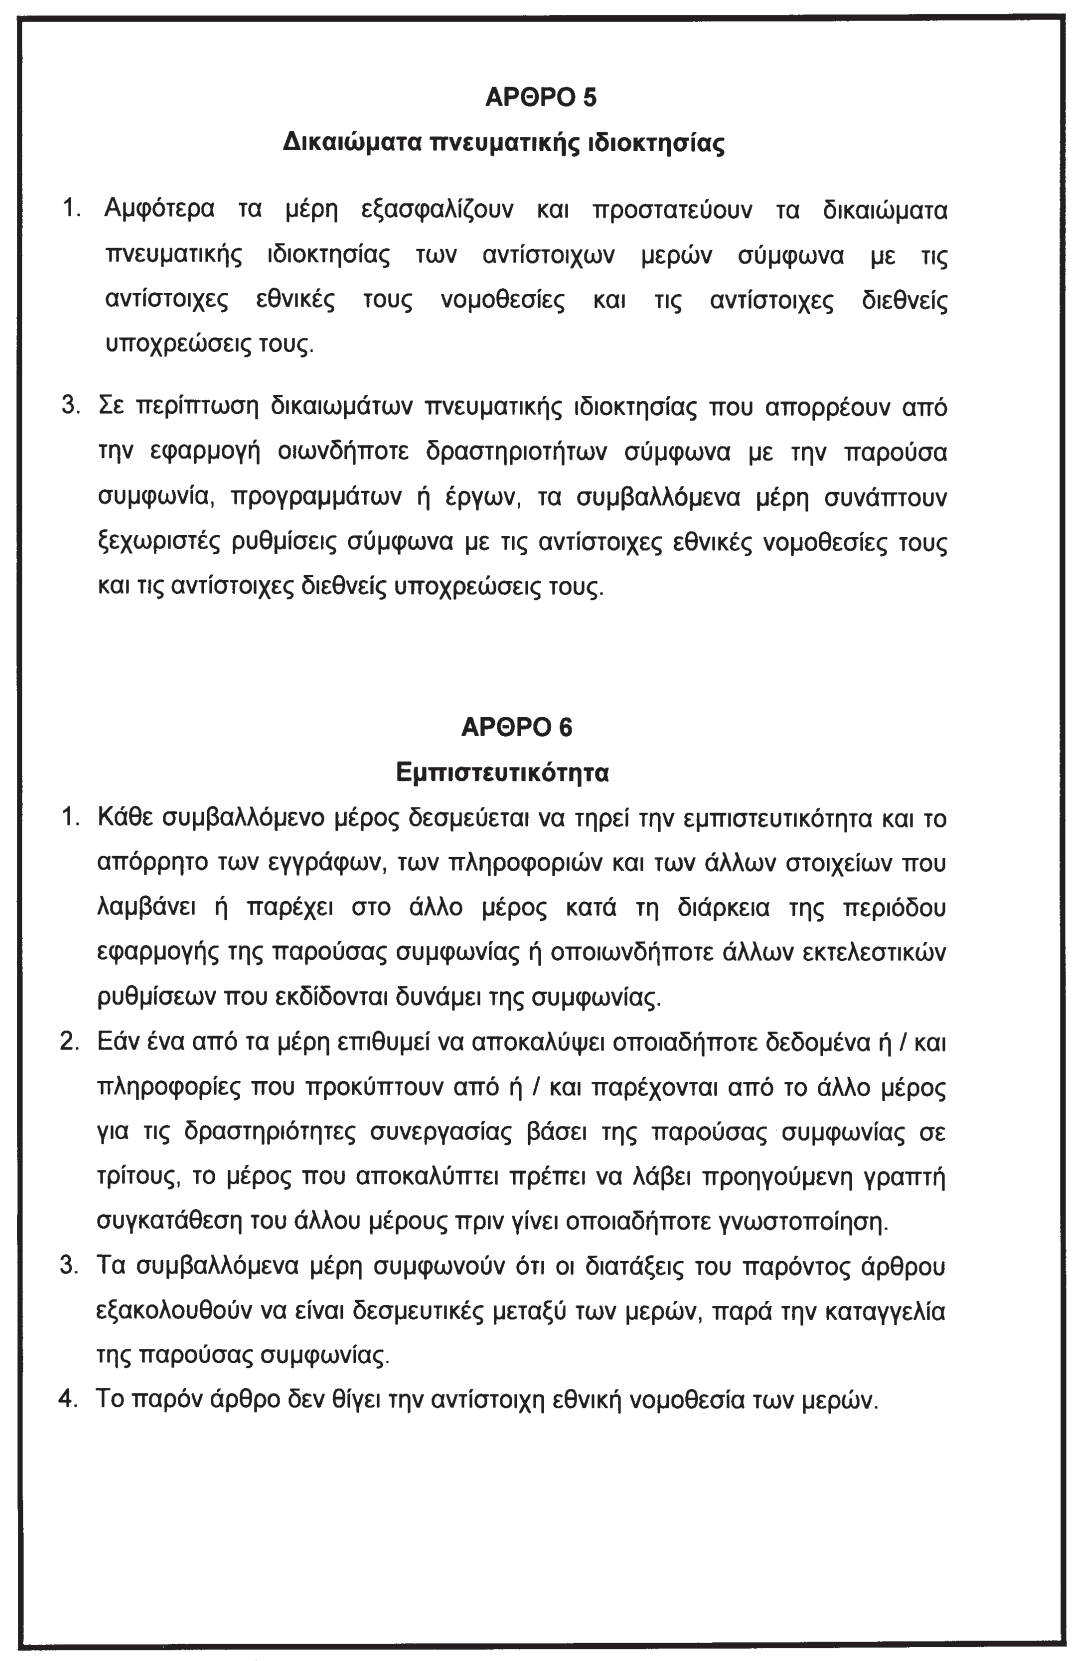 ΑΡΘΡΟ 5
Δικαιώματα πνευματικής ιδιοκτησίας
1. Αμφότερα τα μέρη εξασφαλίζουν και προστατεύουν τα δικαιώματα
πνευματικής ιδιοκτησίας των αντίστοιχων μερών σύμφωνα με τις
αντίστοιχες εθνικές τους νομοθεσίες και τις αντίστοιχες διεθνείς
υποχρεώσεις τους.
3. Σε περίπτωση δικαιωμάτων πνευματικής ιδιοκτησίας που απορρέουν από
την εφαρμογή οιωνδήποτε δραστηριοτήτων σύμφωνα με την παρούσα
συμφωνία, προγραμμάτων ή έργων, τα συμβαλλόμενα μέρη συνάπτουν
ξεχωριστές ρυθμίσεις σύμφωνα με τις αντίστοιχες εθνικές νομοθεσίες τους
και τις αντίστοιχες διεθνείς υποχρεώσεις τους.
ΑΡΘΡΟ 6
Εμπιστευτικότητα
1. Κάθε συμβαλλόμενο μέρος δεσμεύεται να τηρεί την εμπιστευτικότητα και το
απόρρητο των εγγράφων, των πληροφοριών και των άλλων στοιχείων που
λαμβάνει ή παρέχει στο άλλο μέρος κατά τη διάρκεια της περιόδου
εφαρμογής της παρούσας συμφωνίας ή οποιωνδήποτε άλλων εκτελεστικών
ρυθμίσεων που εκδίδονται δυνάμει της συμφωνίας.
2. Εάν ένα από τα μέρη επιθυμεί να αποκαλύψει οποιαδήποτε δεδομένα ή / και
πληροφορίες που προκύπτουν από ή / και παρέχονται από το άλλο μέρος
για τις δραστηριότητες συνεργασίας βάσει της παρούσας συμφωνίας σε
τρίτους, το μέρος που αποκαλύπτει πρέπει να λάβει προηγούμενη γραπτή
συγκατάθεση του άλλου μέρους πριν γίνει οποιαδήποτε γνωστοποίηση.
3. Τα συμβαλλόμενα μέρη συμφωνούν ότι οι διατάξεις του παρόντος άρθρου
εξακολουθούν να είναι δεσμευτικές μεταξύ των μερών, παρά την καταγγελία
της παρούσας συμφωνίας.
4. Το παρόν άρθρο δεν θίγει την αντίστοιχη εθνική νομοθεσία των μερών.